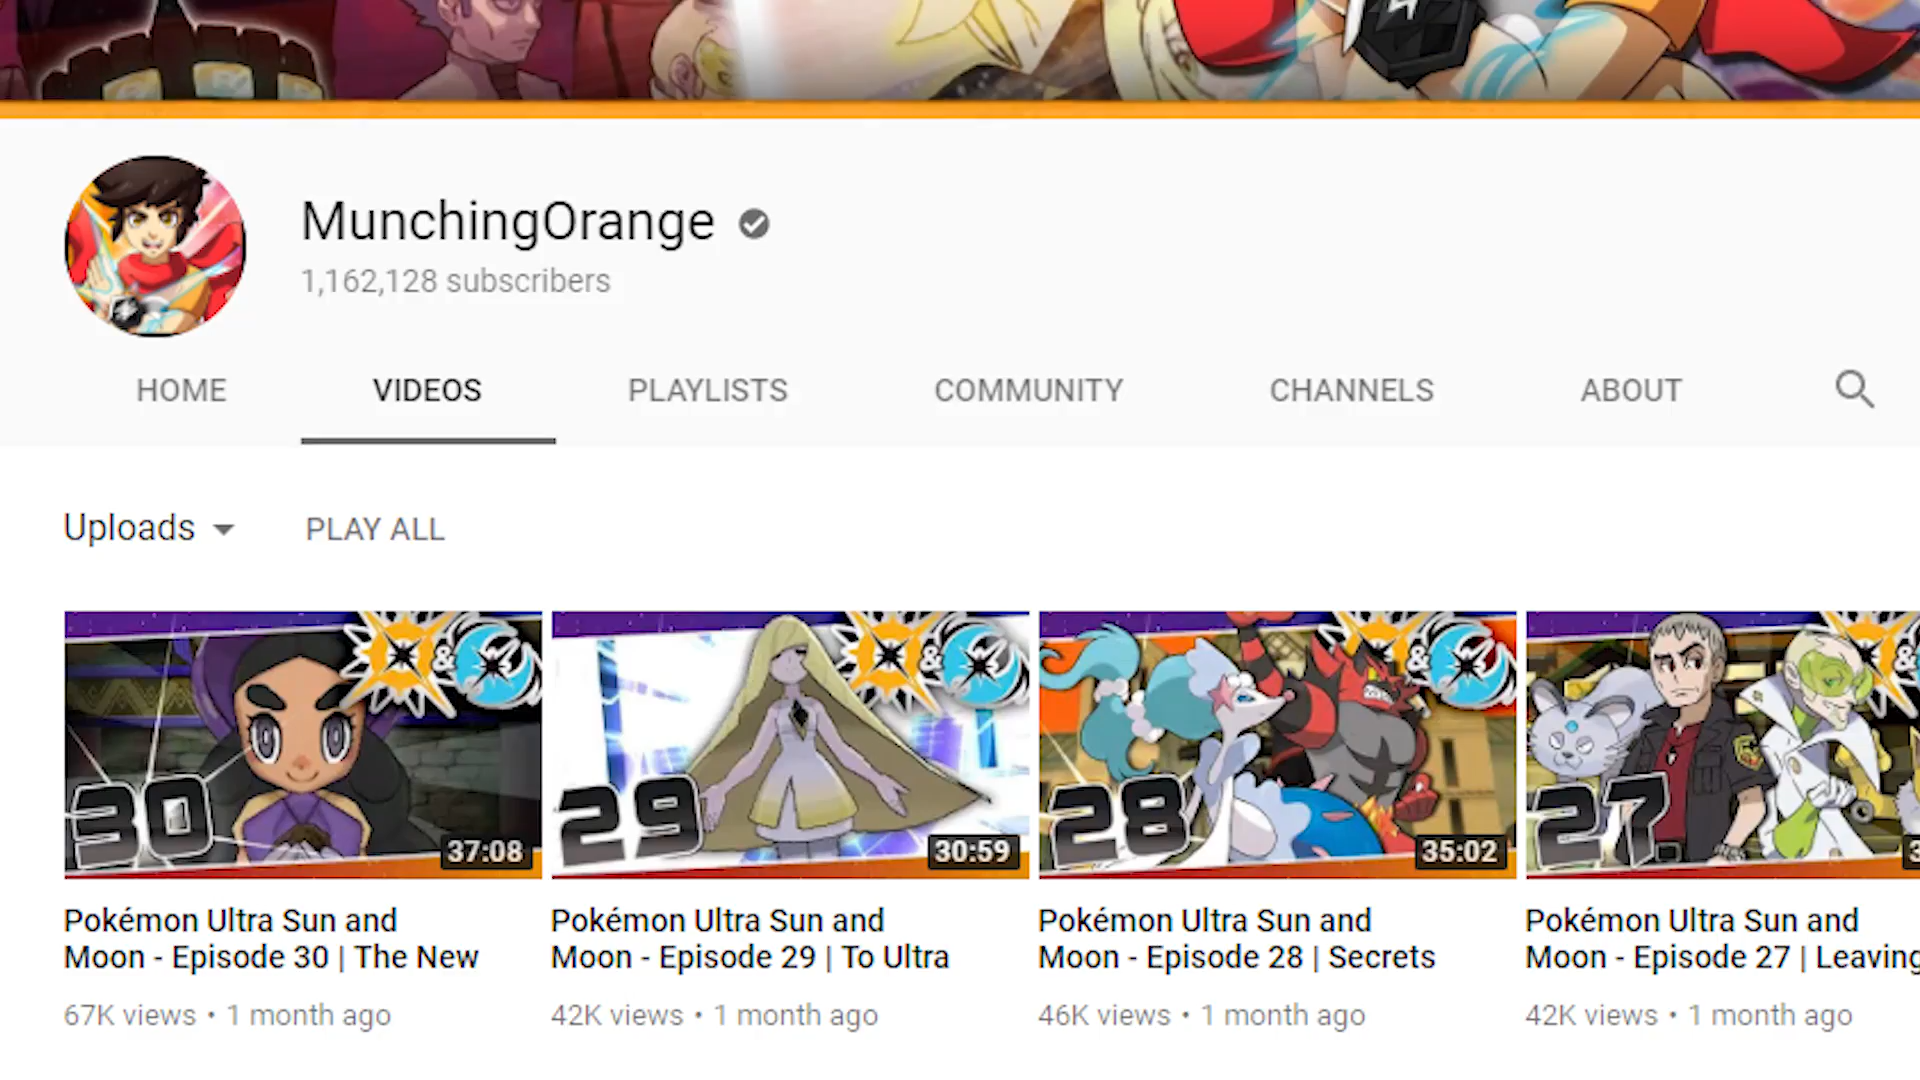 MunchingOrange
1,162,128 subscribers
HOME VIDEOS PLAYLISTS COMMUNITY CHANNELS ABOUT
Uploads PLAY ALL
& & & &
30 29 28 27
37:08 30:59 35:02 3
Pokémon Ultra Sun and
Moon - Episode 30 | The New
67K views • 1 month ago
Pokémon Ultra Sun and
Moon - Episode 29 | To Ultra
42K views • 1 month ago
Pokémon Ultra Sun and
Moon - Episode 28 | Secrets
46K views • 1 month ago
Pokémon Ultra Sun and
Moon - Episode 27 | Leaving
42K views • 1 month ago